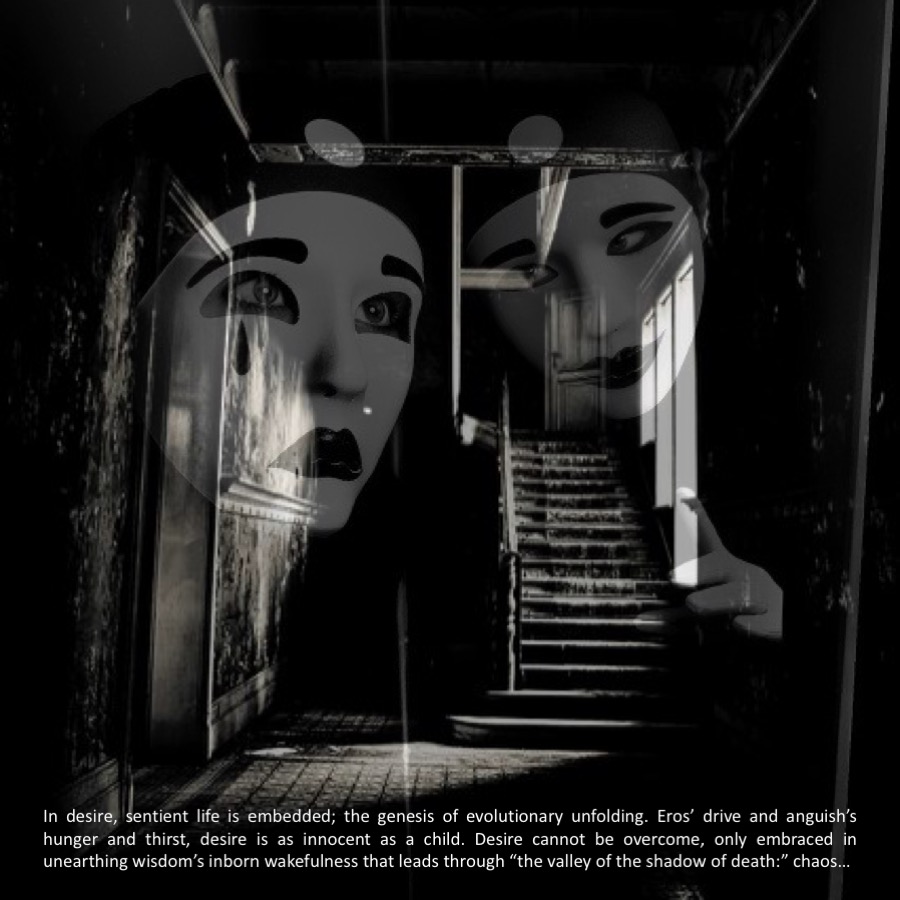 In desire, sentient life is embedded; the genesis of evolutionary unfolding. Eros’ drive and anguish’s
hunger and thirst, desire is as innocent as a child. Desire cannot be overcome, only embraced in
unearthing wisdom’s inborn wakefulness that leads through “the valley of the shadow of death:” chaos…